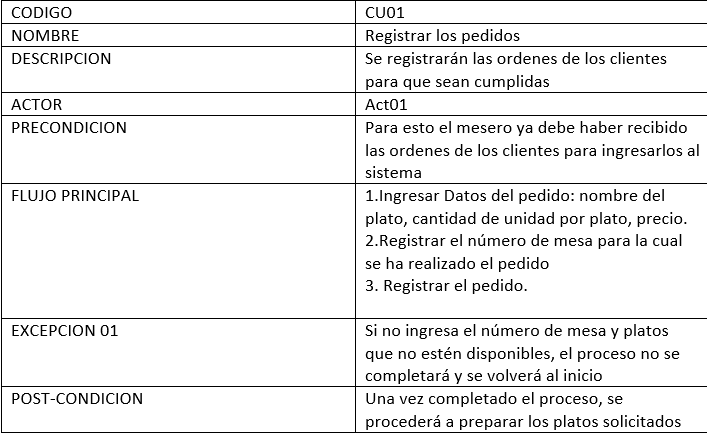 CODIGO CU01
NOMBRE Registrar los pedidos
DESCRIPCION Se registrarán las ordenes de los clientes
para que sean cumplidas
ACTOR Act01
PRECONDICION Para esto el mesero ya debe haber recibido
las ordenes de los clientes para ingresarlos al
sistema
FLUJO PRINCIPAL 1.Ingresar Datos del pedido: nombre del
plato, cantidad de unidad por plato, precio.
2.Registrar el número de mesa para la cual
se ha realizado el pedido
3. Registrar el pedido.
EXCEPCION 01 Si no ingresa el número de mesa y platos
que no estén disponibles, el proceso no se
completará y se volverá al inicio
POST-CONDICION Una vez completado el proceso, se
procederá a preparar los platos solicitados